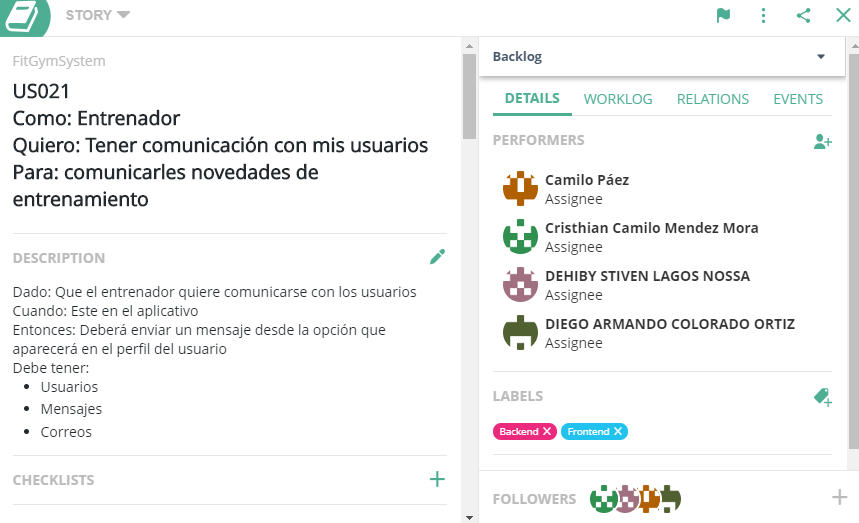 STORY
FitGymSystem
US021
Como: Entrenador
Quiero: Tener comunicación con mis usuarios
Para: comunicarles novedades de
entrenamiento
DESCRIPTION
Dado: Que el entrenador quiere comunicarse con los usuarios
Cuando: Este en el aplicativo
Entonces: Deberá enviar un mensaje desde la opción que
aparecerá en el perfil del usuario
Debe tener:
Usuarios
Mensajes
Correos
CHECKLISTS
Backlog
DETAILS WORKLOG RELATIONS EVENTS
PERFORMERS
Camilo Páez
Assignee
Cristhian Camilo Mendez Mora
Assignee
DEHIBY STIVEN LAGOS NOSSA
Assignee
DIEGO ARMANDO COLORADO ORTIZ
Assignee
LABELS
Backend Frontend
FOLLOWERS